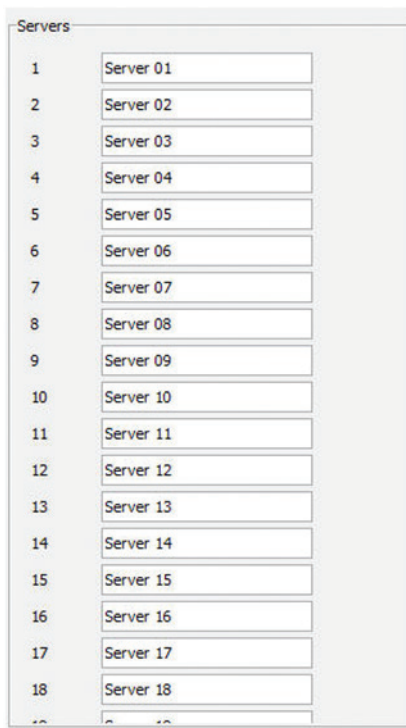 Servers
1 Server 01
2 Server 02
3 Server 03
4 Server 04
5 Server 05
6 Server 06
7 Server 07
8 Server 08
9 Server 09
10 Server 10
11 Server 11
12 Server 12
13 Server 13
14 Server 14
15 Server 15
16 Server 16
17 Server 17
18 Server 18